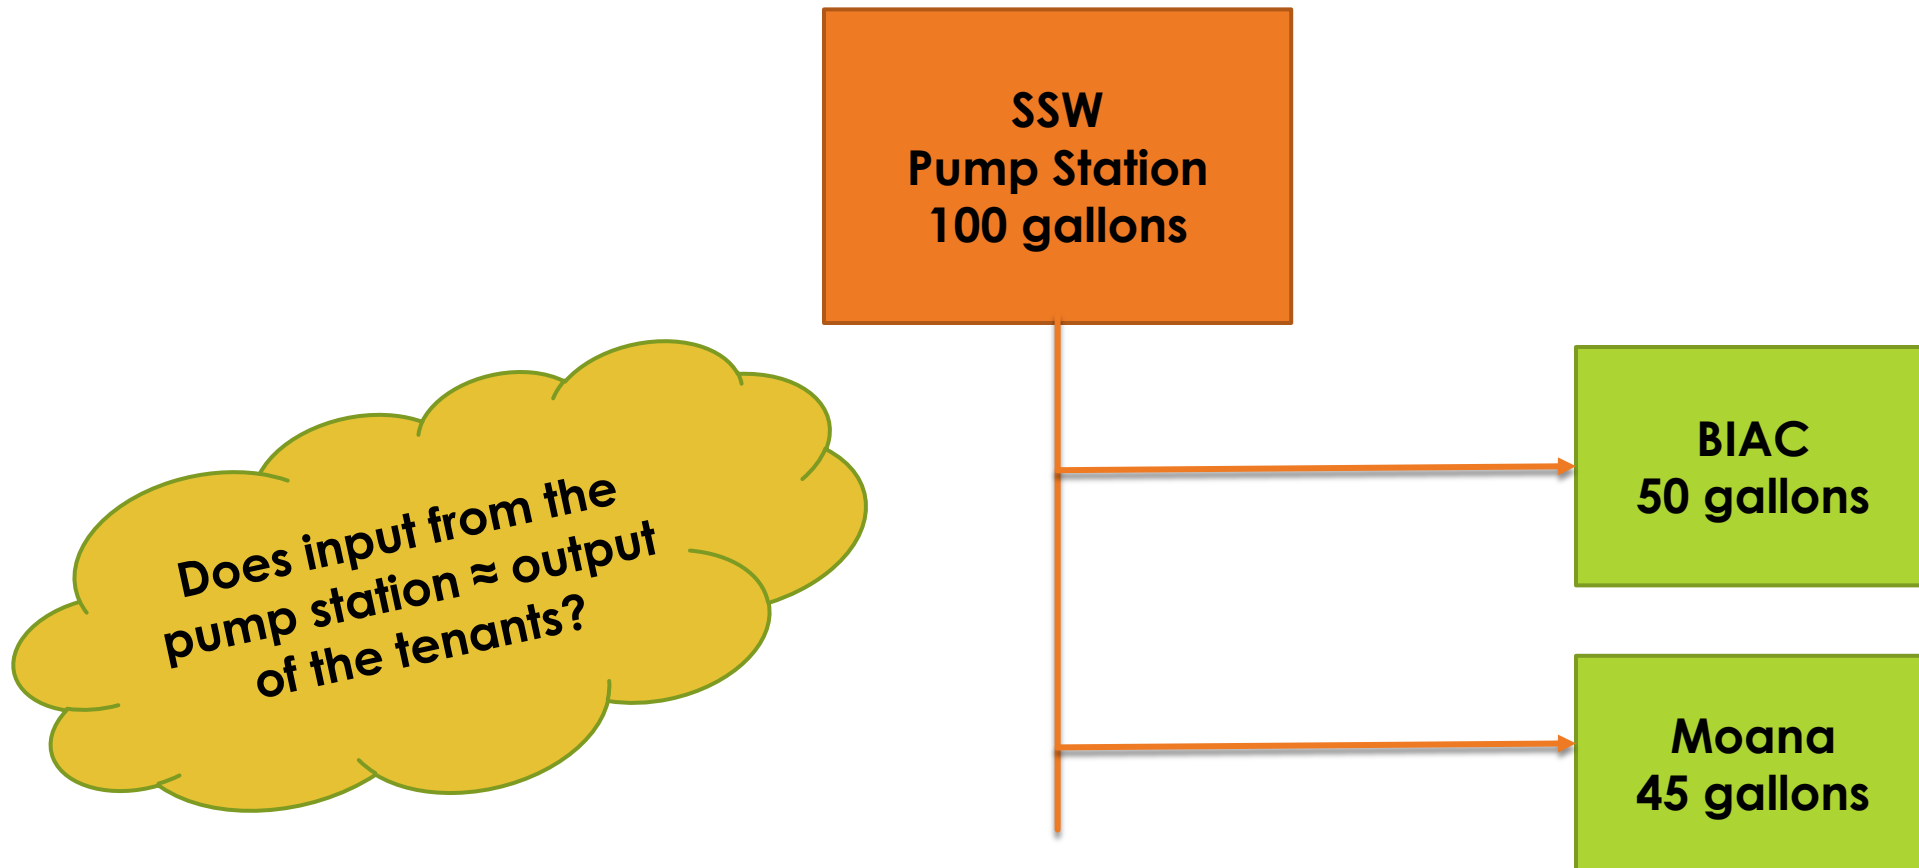 SSW
Pump Station
100 gallons
Does input from the
pump station ≈ output
of the tenants?
BIAC
50 gallons
Moana
45 gallons